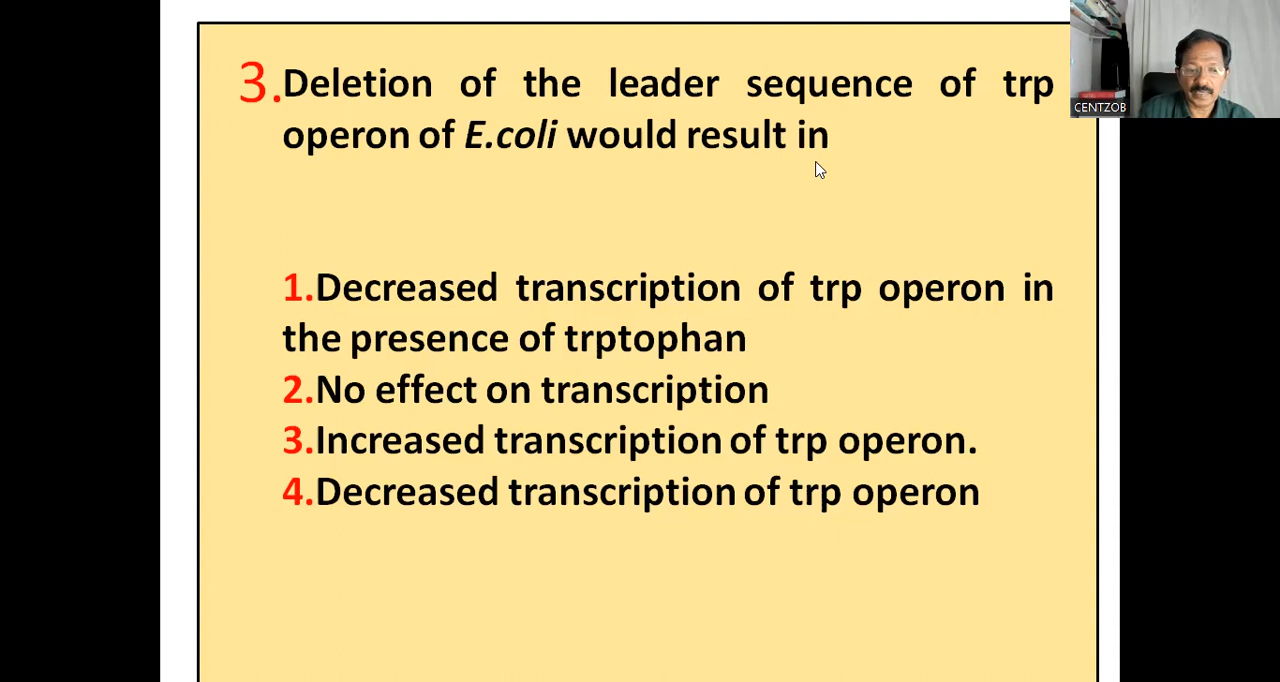 3.Deletion of the leader sequence of trp
operon of E.coli would result in
CENTZOB
1.Decreased transcription of trp operon in
the presence of trptophan
2.No effect on transcription
3.Increased transcription of trp operon.
4.Decreased transcription of trp operon